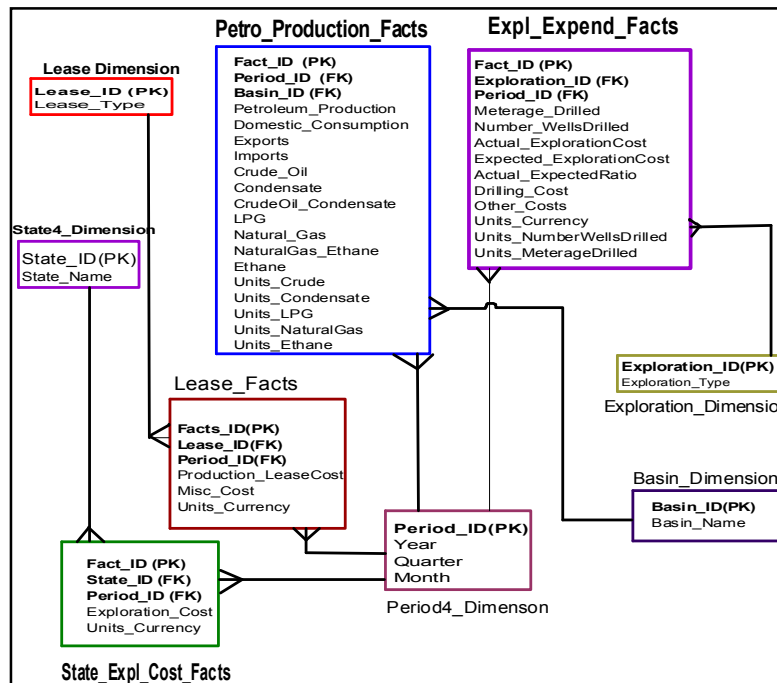 Petro_Production_Facts
Fact_ID (PK)
Period_ID (FK)
Basin_ID (FK)
Petroleum_Production
Domestic_Consumption
Exports
Imports
Crude_Oil
Condensate
CrudeOil_Condensate
LPG
Natural_Gas
NaturalGas_Ethane
Ethane
Units_Crude
Units_Condensate
Units_LPG
Units_NaturalGas
Units_Ethane
Expl_Expend_Facts
Fact_ID (PK)
Exploration_ID (FK)
Period_ID (FK)
Meterage_Drilled
Number_WellsDrilled
Actual_ExplorationCost
Expected_ExplorationCost
Actual_ExpectedRatio
Drilling_Cost
Other_Costs
Units_Currency
Units_NumberWellsDrilled
Units_MeterageDrilled
Lease Dimension
Lease_ID (PK)
Lease_Type
State4_Dimension
State_ID(PK)
State_Name
Exploration_ID(PK)
Exploration_Type
Exploration_Dimensio
Lease_Facts
Facts_ID(PK)
Lease_ID(FK)
Period_ID(FK)
Production_LeaseCost
Misc_Cost
Units_Currency
Basin_Dimension
Basin_ID(PK)
Basin_Name
Period_ID(PK)
Year
Quarter
Month
Period4_Dimenson
Fact_ID (PK)
State_ID (FK)
Period_ID (FK)
Exploration_Cost
Units_Currency
State_Expl_Cost_Facts